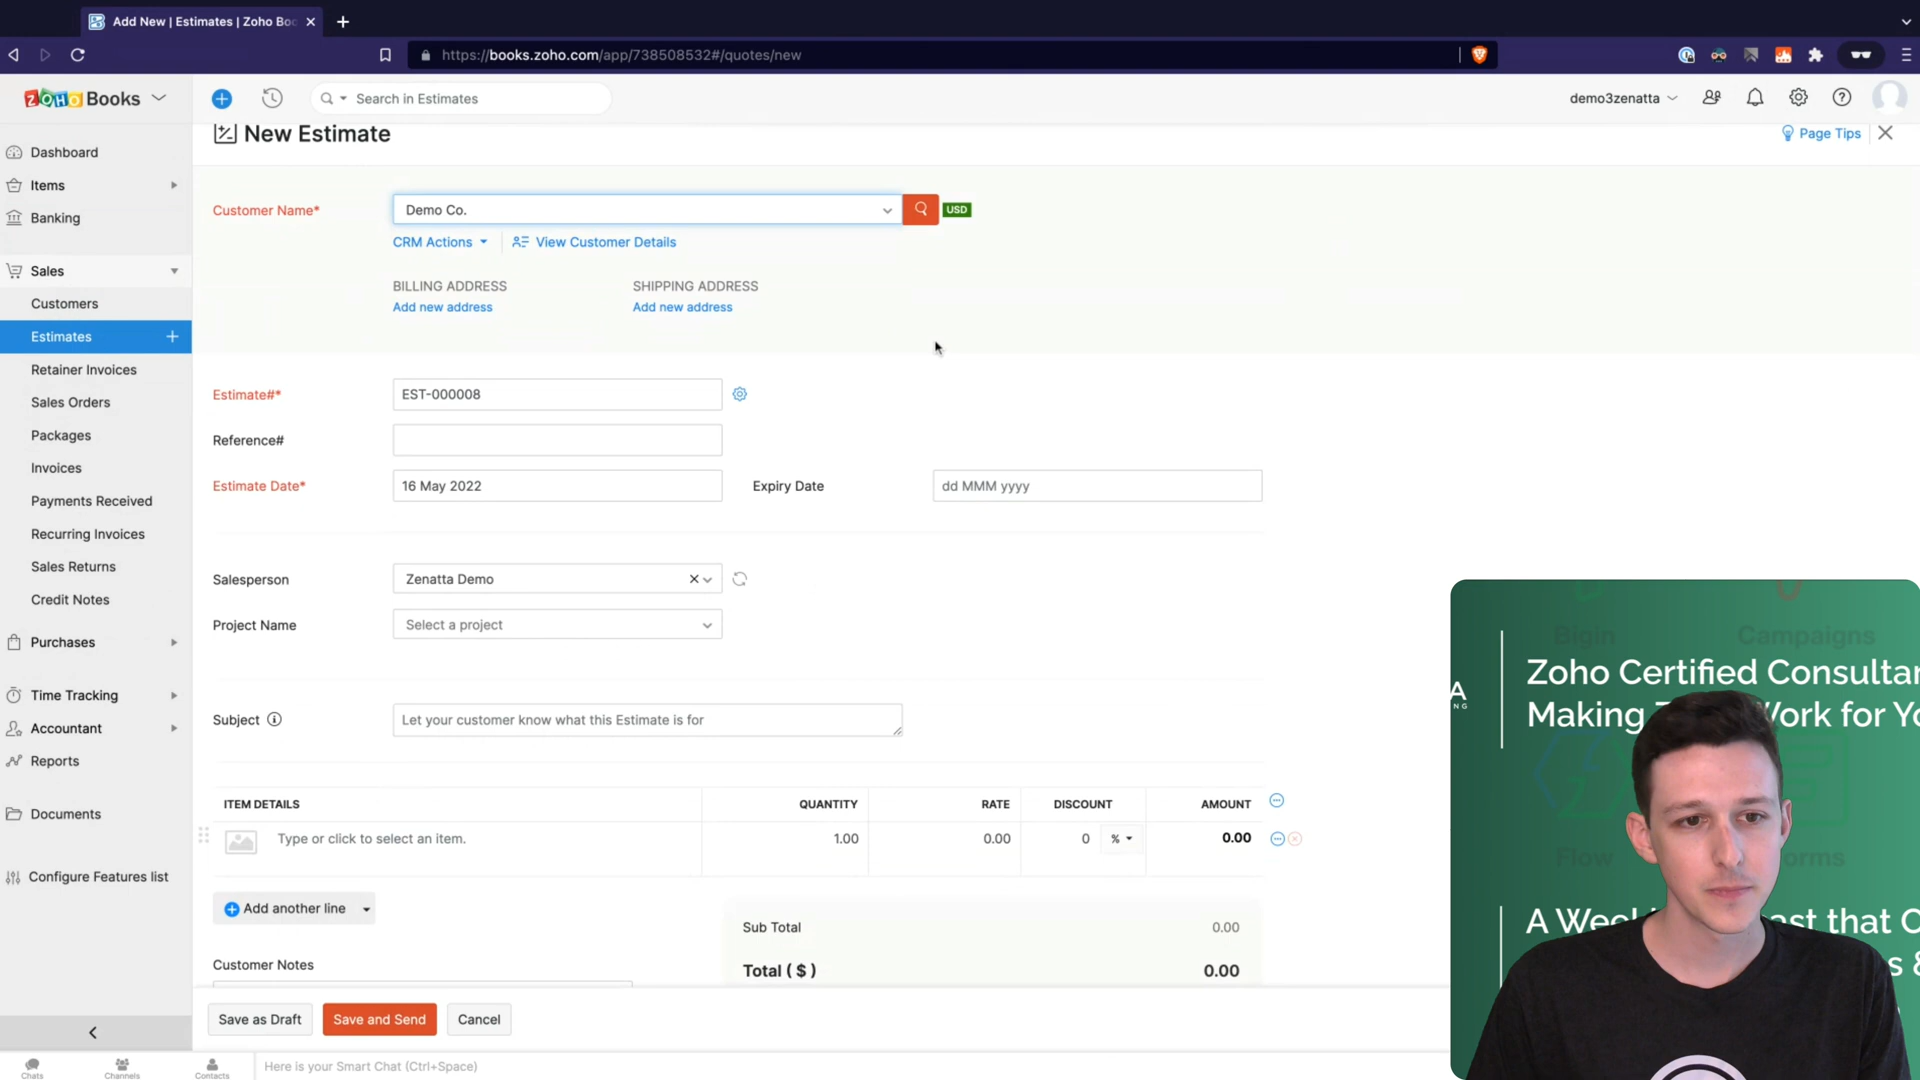 Add New | Estimates | Zoho Boo
https://books.zoho.com/app/738508532#/quotes/new
ZOHO Books
Search in Estimates
demo3zenatta
New Estimate
Page Tips
Dashboard
Items
Banking
Sales
Customers
Estimates
Retainer Invoices
Sales Orders
Packages
Invoices
Payments Received
Recurring Invoices
Sales Returns
Credit Notes
Purchases
Time Tracking
Accountant
Reports
Documents
Configure Features list
Customer Name*
Demo Co.
USD
CRM Actions
View Customer Details
BILLING ADDRESS
SHIPPING ADDRESS
Add new address
Add new address
Estimate#*
EST-000008
Reference#
Estimate Date*
16 May 2022
Expiry Date
dd MMM yyyy
Salesperson
Zenatta Demo
Project Name
Select a project
Subject
Let your customer know what this Estimate is for
ITEM DETAILS
QUANTITY
RATE
DISCOUNT
AMOUNT
Type or click to select an item.
1.00
0.00
0
%
0.00
Add another line
Sub Total
0.00
Total ( $ )
0.00
Customer Notes
Save as Draft
Save and Send
Cancel
Chats
Channels
Contacts
Here is your Smart Chat (Ctrl+Space)
Bigin
Campaigns
Zoho Certified Consultan
Making Work for Yo
Flow
A Wee